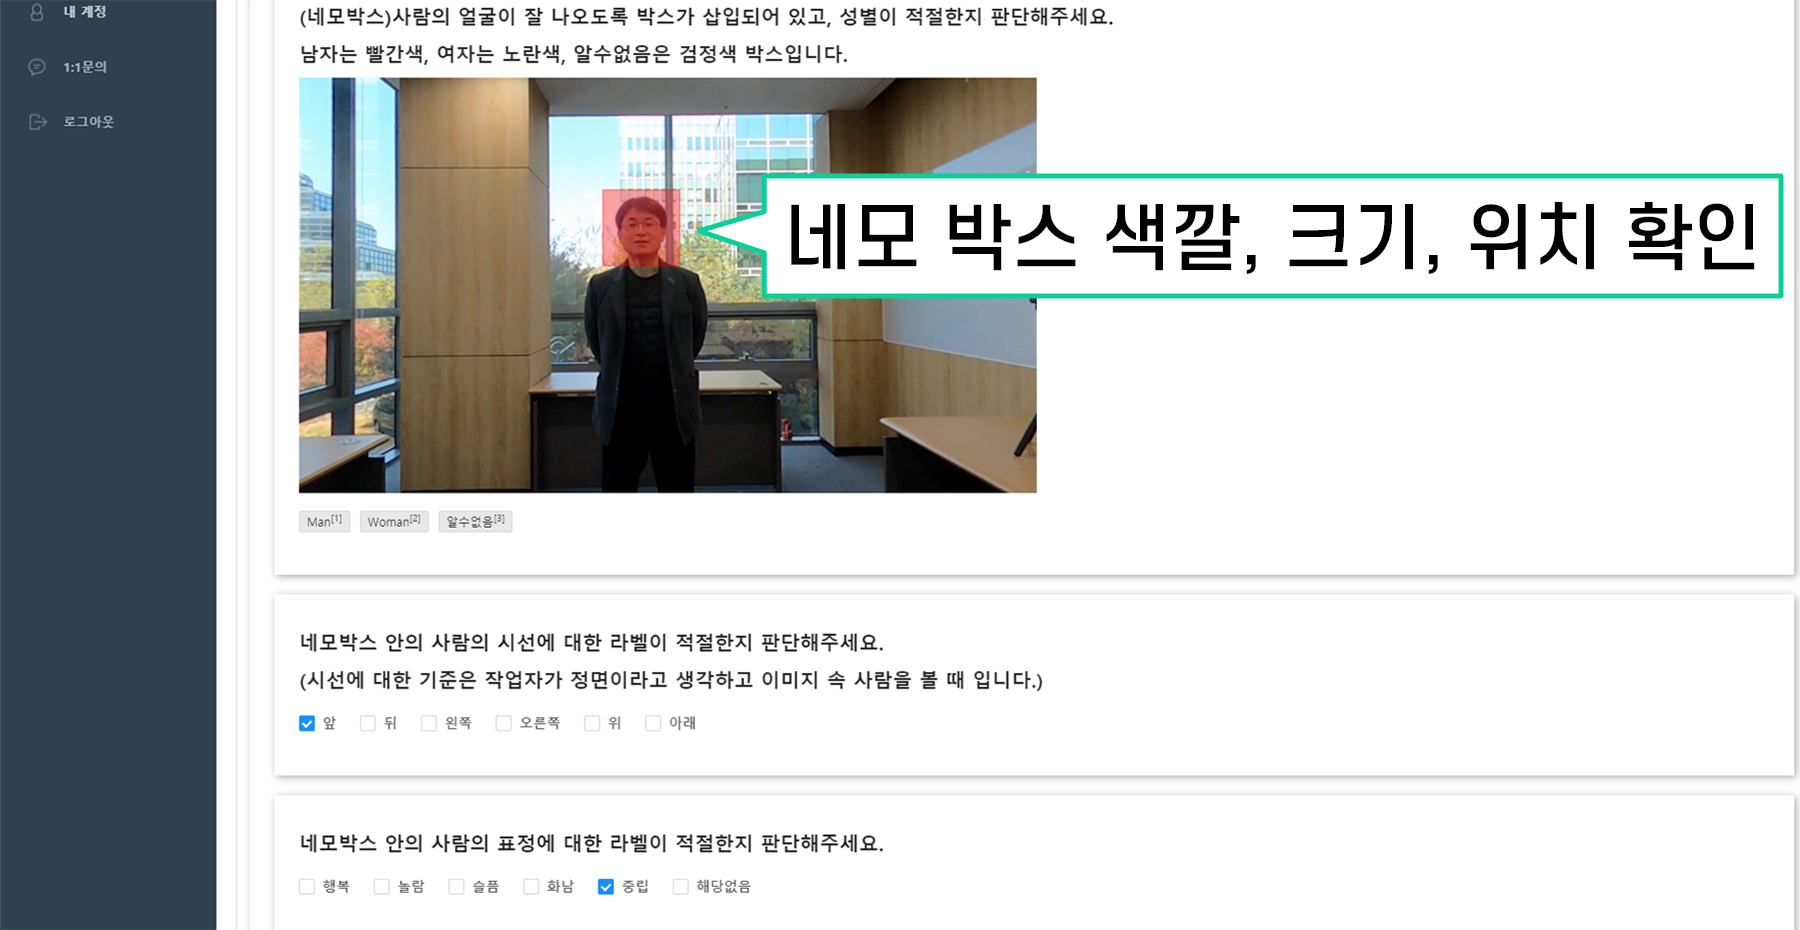 내 계정
1:1문의
로그아웃
(네모박스)사람의 얼굴이 잘 나오도록 박스가 삽입되어 있고, 성별이 적절한지 판단해주세요.
남자는 빨간색, 여자는 노란색, 알수없음은 검정색 박스입니다.
네모 박스 색깔, 크기, 위치 확인
Man[1] Woman[2] 알수없음[3]
네모박스 안의 사람의 시선에 대한 라벨이 적절한지 판단해주세요.
(시선에 대한 기준은 작업자가 정면이라고 생각하고 이미지 속 사람을 볼 때 입니다.)
앞 뒤 왼쪽 오른쪽 위 아래
네모박스 안의 사람의 표정에 대한 라벨이 적절한지 판단해주세요.
행복 놀람 슬픔 화남 중립 해당없음